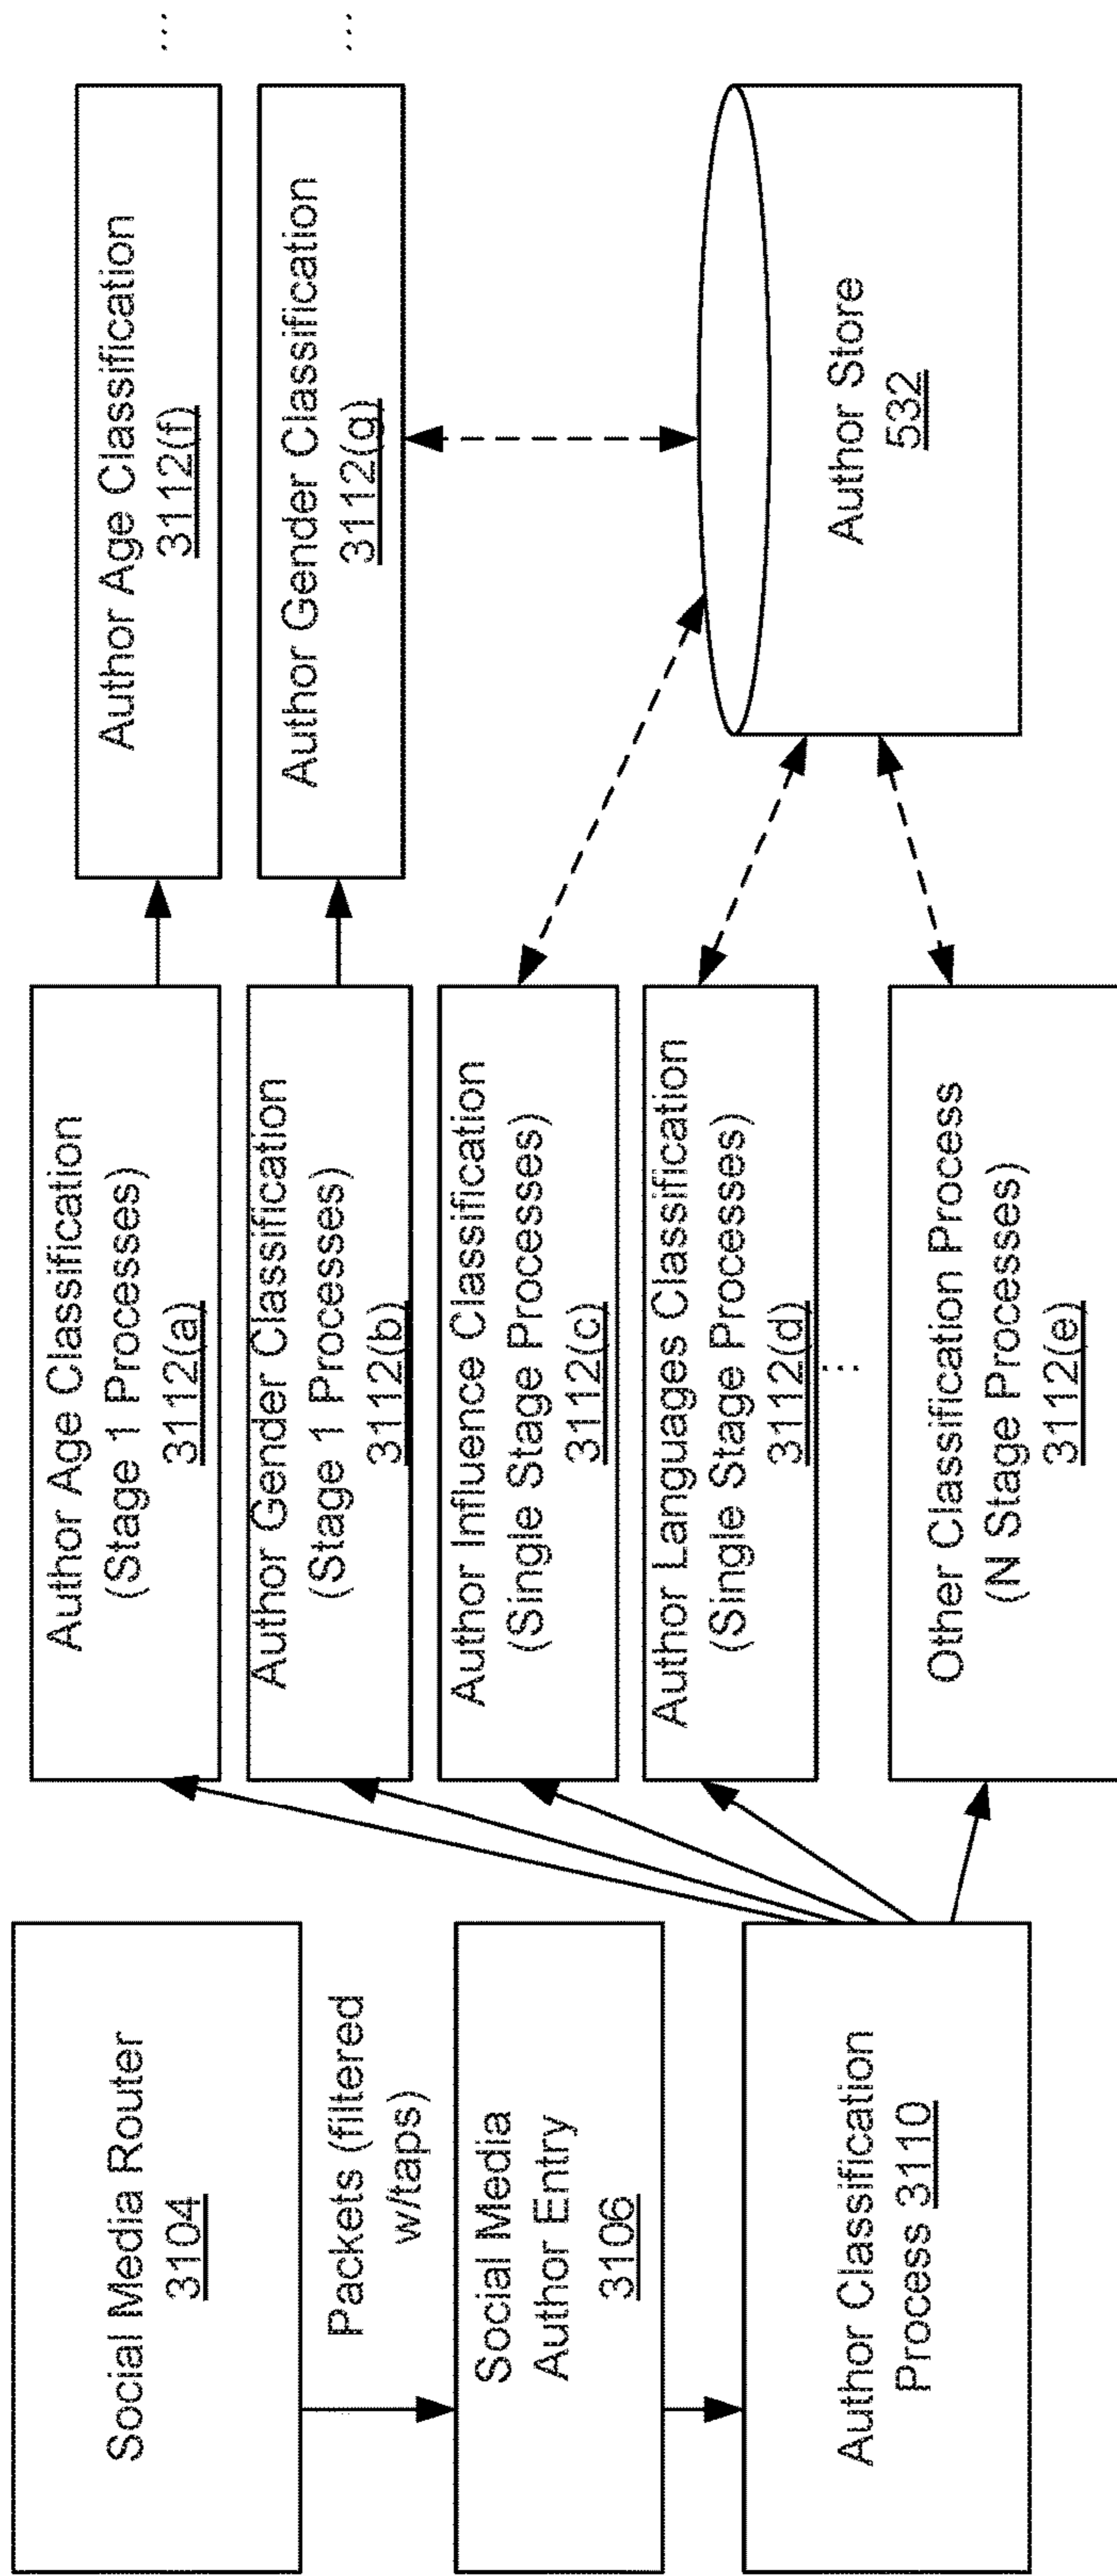 Social Media Router
3104
Packets (filtered
w/taps)
Social Media
Author Entry
3106
Author Classification
Process 3110
Author Age Classification
(Stage 1 Processes)
3112(a)
Author Gender Classification
(Stage 1 Processes)
3112(b)
Author Influence Classification
(Single Stage Processes)
3112(c)
Author Languages Classification
(Single Stage Processes)
3112(d)
...
Other Classification Process
(N Stage Processes)
3112(e)
Author Age Classification
3112(f)
...
Author Gender Classification
3112(g)
...
Author Store
532